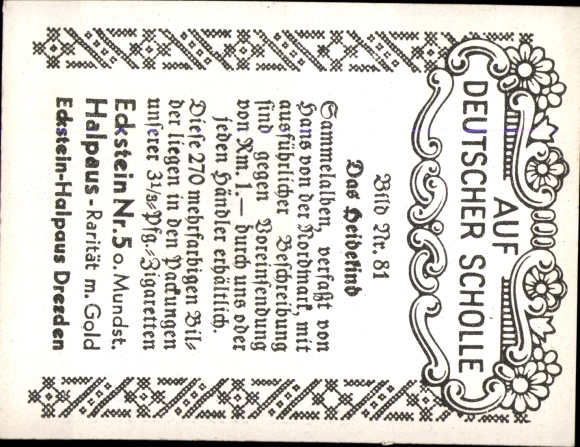 AUF
DEUTSCHER SCHOLLE
Bild Nr. 81
Das Heidekind
Sammelalben, verfaßt von
Hans von der Nordmark, mit
ausführlicher Beschreibung
sind gegen Voreinsendung
von Rm. 1.— durch uns oder
jeden Händler erhältlich.
Diese 270 mehrfarbigen Bil-
der liegen in den Packungen
unserer 3 1/3 Pfg.-Zigaretten
Eckstein Nr. 5 o. Mundst.
Halpaus - Rarität m. Gold
Eckstein-Halpaus Dresden